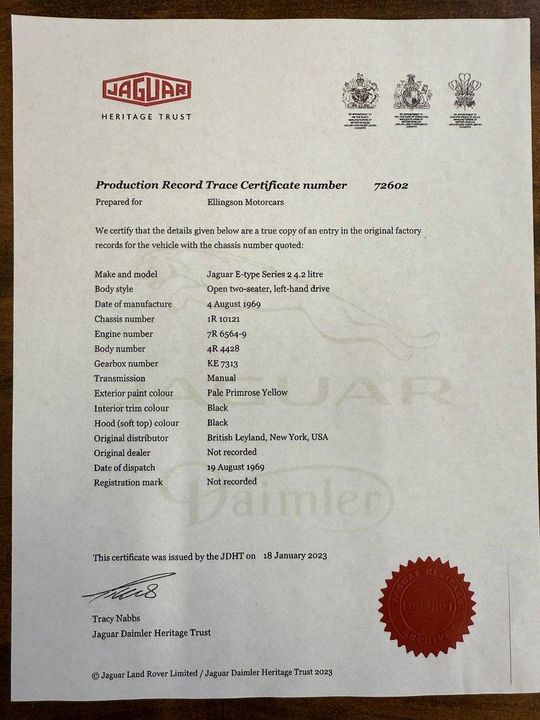 JAGUAR
HERITAGE TRUST
Production Record Trace Certificate number 72602
Prepared for Ellingson Motorcars
We certify that the details given below are a true copy of an entry in the original factory
records for the vehicle with the chassis number quoted:
Make and model Jaguar E-type Series 2 4.2 litre
Body style Open two-seater, left-hand drive
Date of manufacture 4 August 1969
Chassis number 1R 10121
Engine number 7R 6564-9
Body number 4R 4428
Gearbox number KE 7313
Transmission Manual
Exterior paint colour Pale Primrose Yellow
Interior trim colour Black
Hood (soft top) colour Black
Original distributor British Leyland, New York, USA
Original dealer Not recorded
Date of dispatch 19 August 1969
Registration mark Not recorded
JAGUAR
Daimler
This certificate was issued by the JDHT on 18 January 2023
Tracy Nabbs
Jaguar Daimler Heritage Trust
© Jaguar Land Rover Limited / Jaguar Daimler Heritage Trust 2023